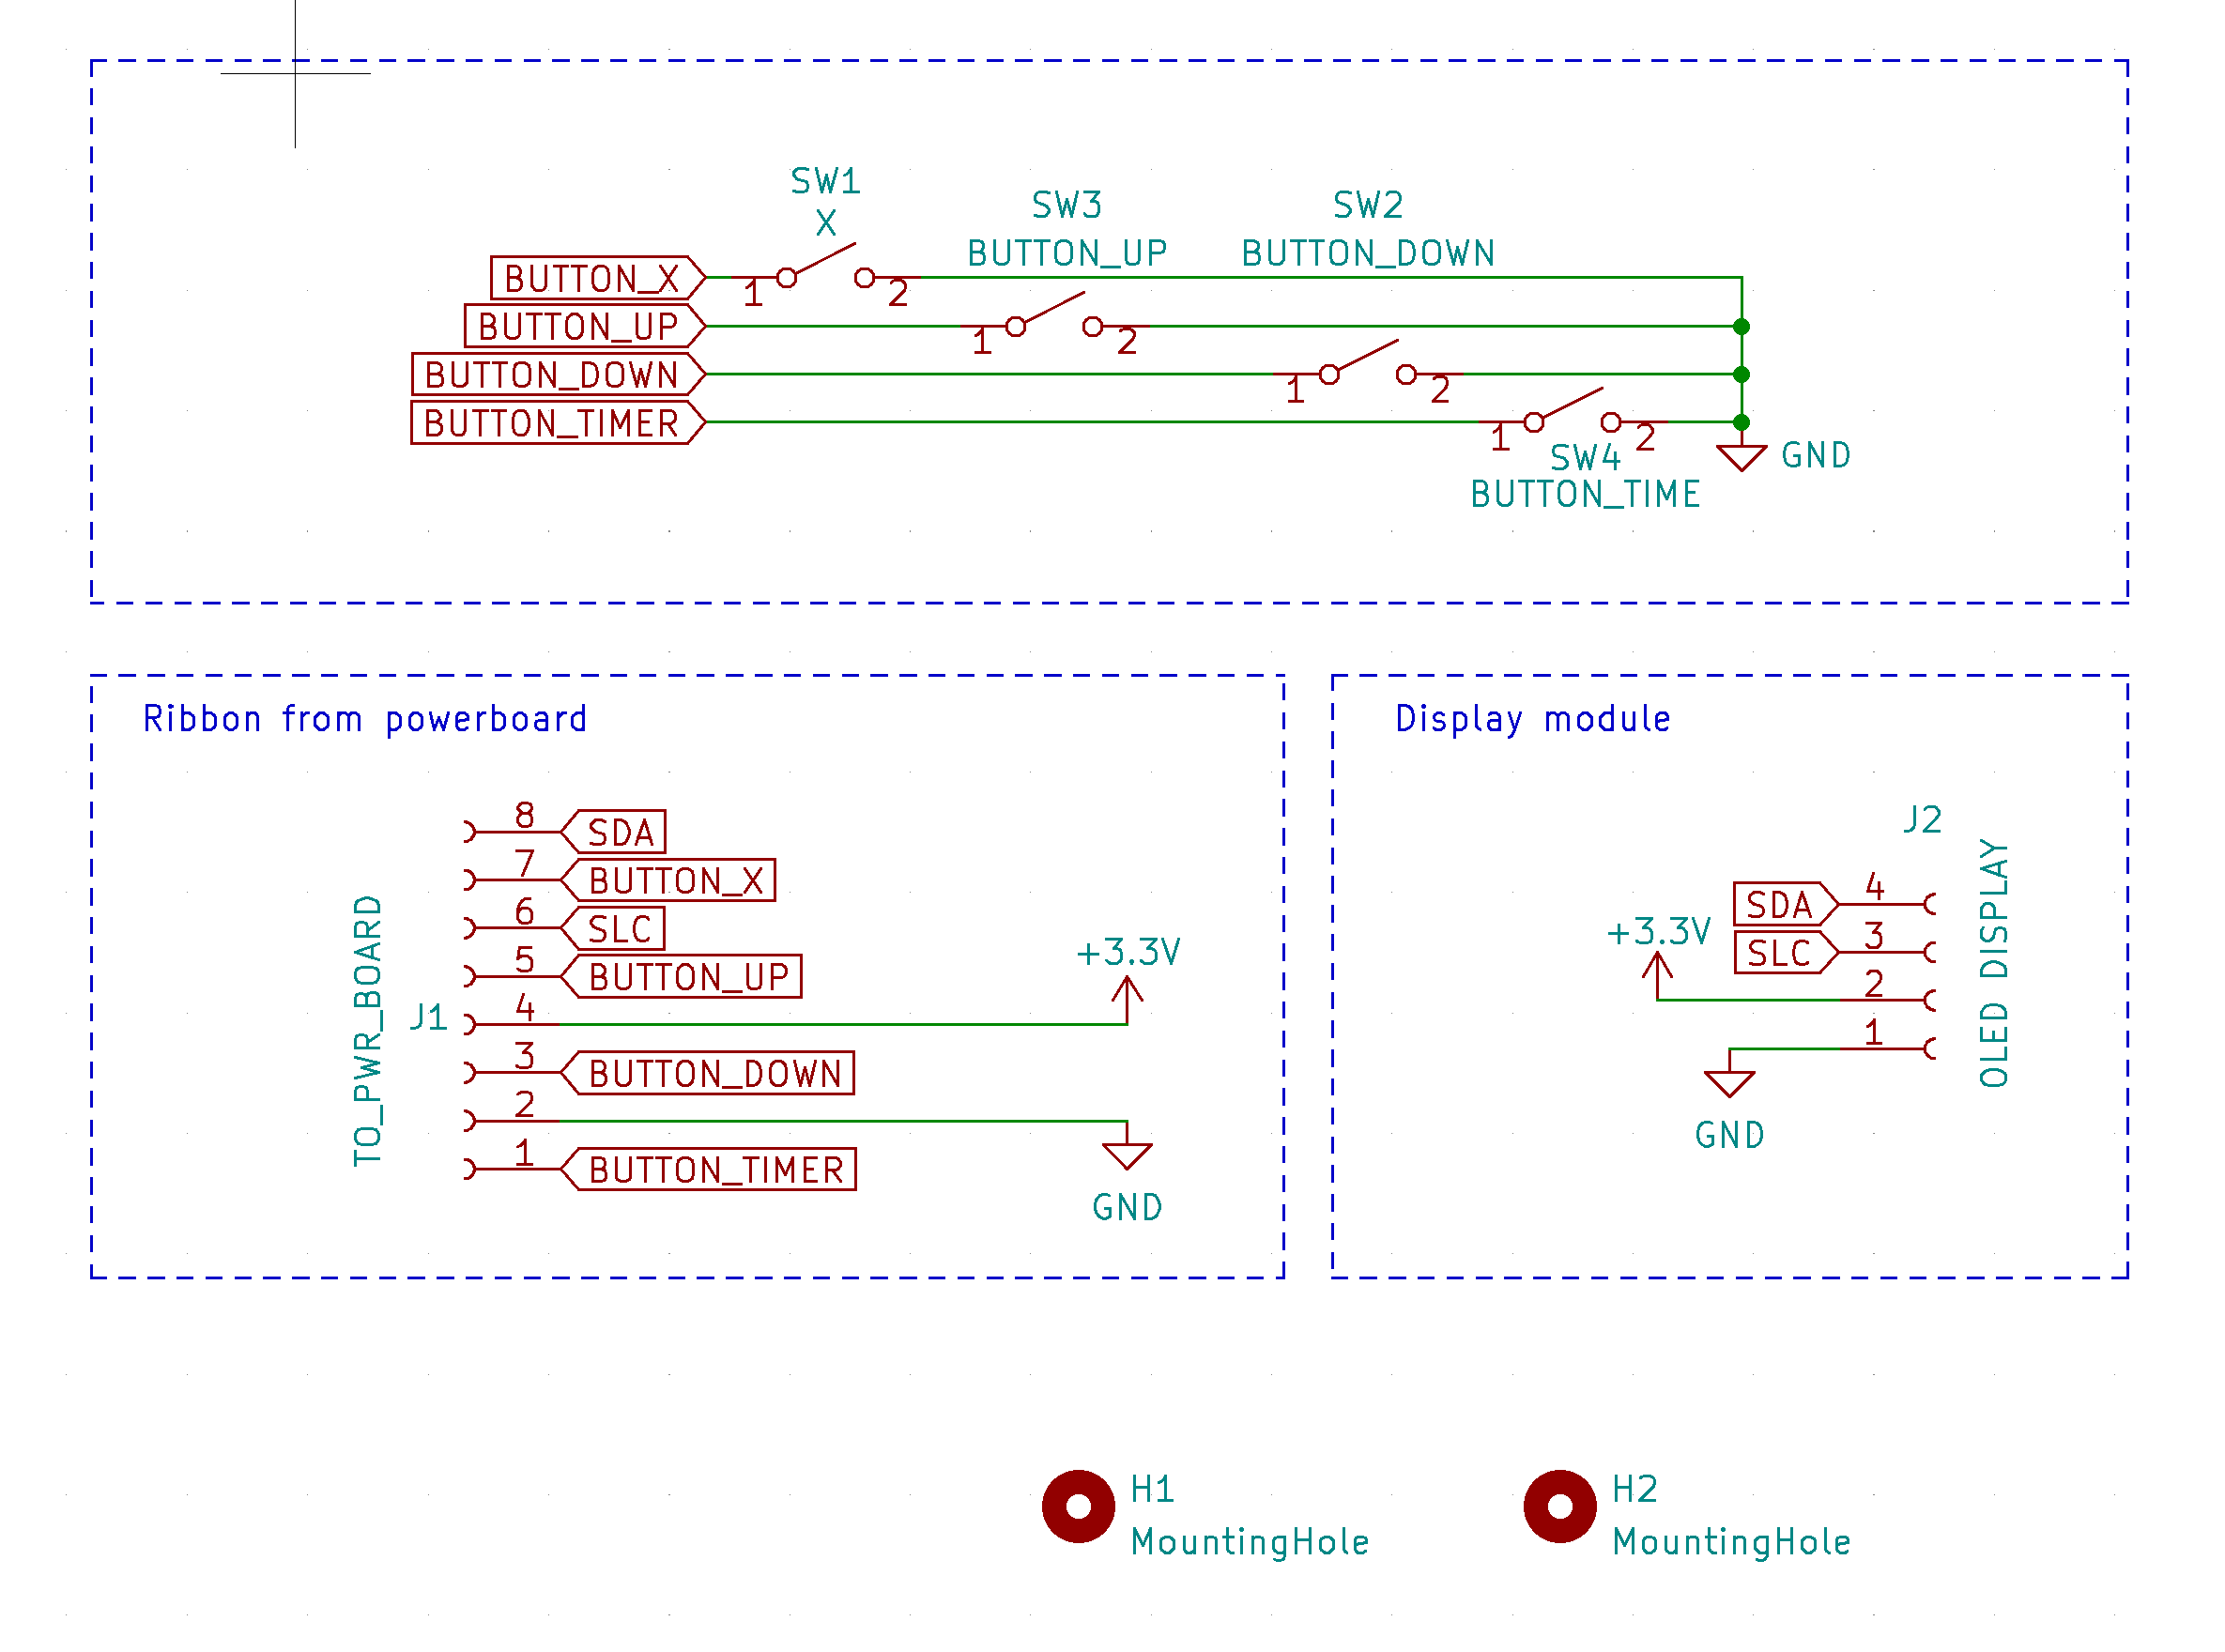 SW1
X
SW3
BUTTON_UP
SW2
BUTTON_DOWN
BUTTON_X
1
2
BUTTON_UP
1
2
BUTTON_DOWN
1
2
BUTTON_TIMER
1
2
SW4
BUTTON_TIME
GND
Ribbon from powerboard
TO_PWR_BOARD
J1
8
SDA
7
BUTTON_X
6
SLC
5
BUTTON_UP
4
+3.3V
3
BUTTON_DOWN
2
GND
1
BUTTON_TIMER
Display module
J2
OLED DISPLAY
SDA
4
SLC
3
+3.3V
2
1
GND
H1
MountingHole
H2
MountingHole